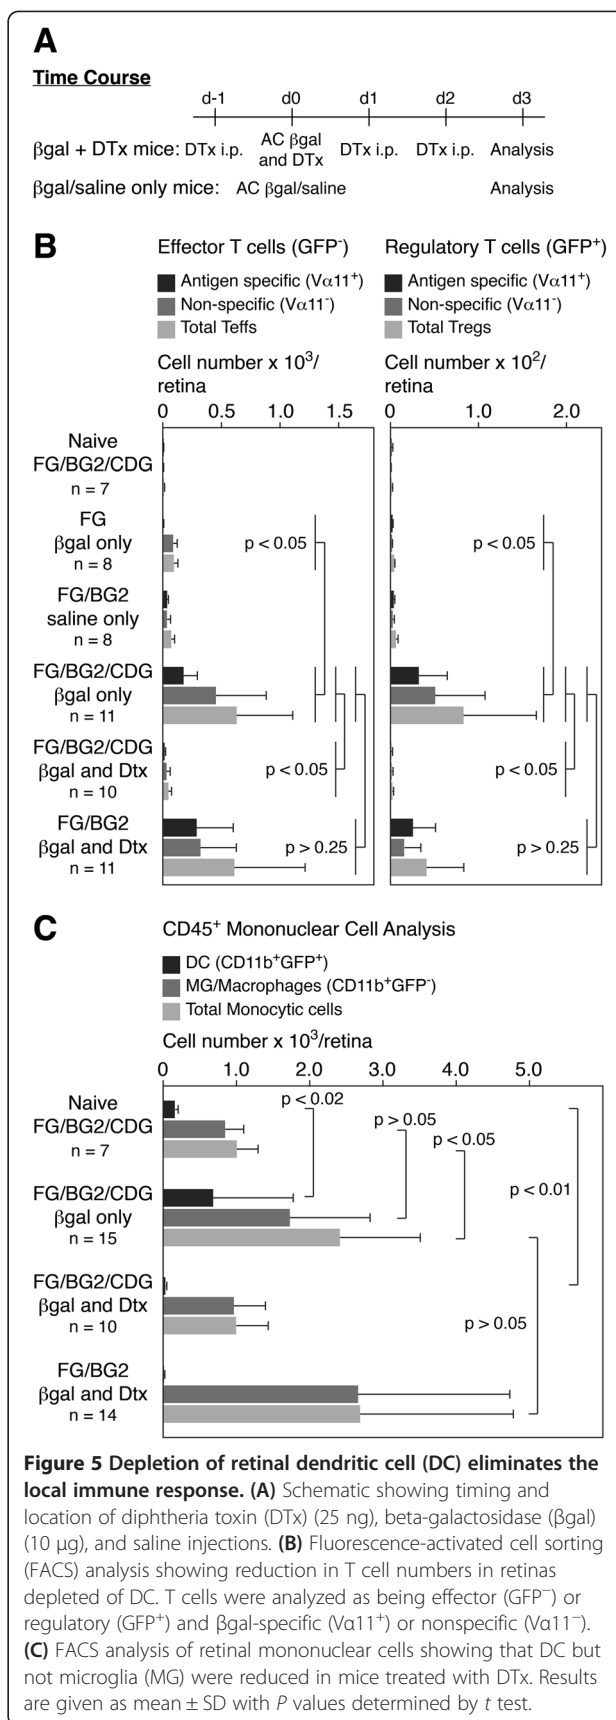 A
Time Course
d-1 d0 d1 d2 d3
βgal + DTx mice: DTx i.p. AC βgal and DTx DTx i.p. DTx i.p. Analysis
βgal/saline only mice: AC βgal/saline Analysis
B
Effector T cells (GFP⁻)
Antigen specific (Vα11⁺)
Non-specific (Vα11⁻)
Total Teffs
Cell number x 10³/
retina
0 0.5 1.0 1.5
Regulatory T cells (GFP⁺)
Antigen specific (Vα11⁺)
Non-specific (Vα11⁻)
Total Tregs
Cell number x 10²/
retina
0 1.0 2.0
Naive
FG/BG2/CDG
n = 7
FG
βgal only
n = 8
p < 0.05 p < 0.05
FG/BG2
saline only
n = 8
FG/BG2/CDG
βgal only
n = 11
FG/BG2/CDG
βgal and Dtx
n = 10
p < 0.05 p < 0.05
FG/BG2
βgal and Dtx
n = 11
p > 0.25 p > 0.25
C
CD45⁺ Mononuclear Cell Analysis
DC (CD11b⁺GFP⁺)
MG/Macrophages (CD11b⁺GFP⁻)
Total Monocytic cells
Cell number x 10³/retina
0 1.0 2.0 3.0 4.0 5.0
Naive
FG/BG2/CDG
n = 7
p < 0.02
p > 0.05
p < 0.05
p < 0.01
FG/BG2/CDG
βgal only
n = 15
FG/BG2/CDG
βgal and Dtx
n = 10
p > 0.05
FG/BG2
βgal and Dtx
n = 14
Figure 5 Depletion of retinal dendritic cell (DC) eliminates the
local immune response. (A) Schematic showing timing and
location of diphtheria toxin (DTx) (25 ng), beta-galactosidase (βgal)
(10 μg), and saline injections. (B) Fluorescence-activated cell sorting
(FACS) analysis showing reduction in T cell numbers in retinas
depleted of DC. T cells were analyzed as being effector (GFP⁻) or
regulatory (GFP⁺) and βgal-specific (Vα11⁺) or nonspecific (Vα11⁻).
(C) FACS analysis of retinal mononuclear cells showing that DC but
not microglia (MG) were reduced in mice treated with DTx. Results
are given as mean ± SD with P values determined by t test.